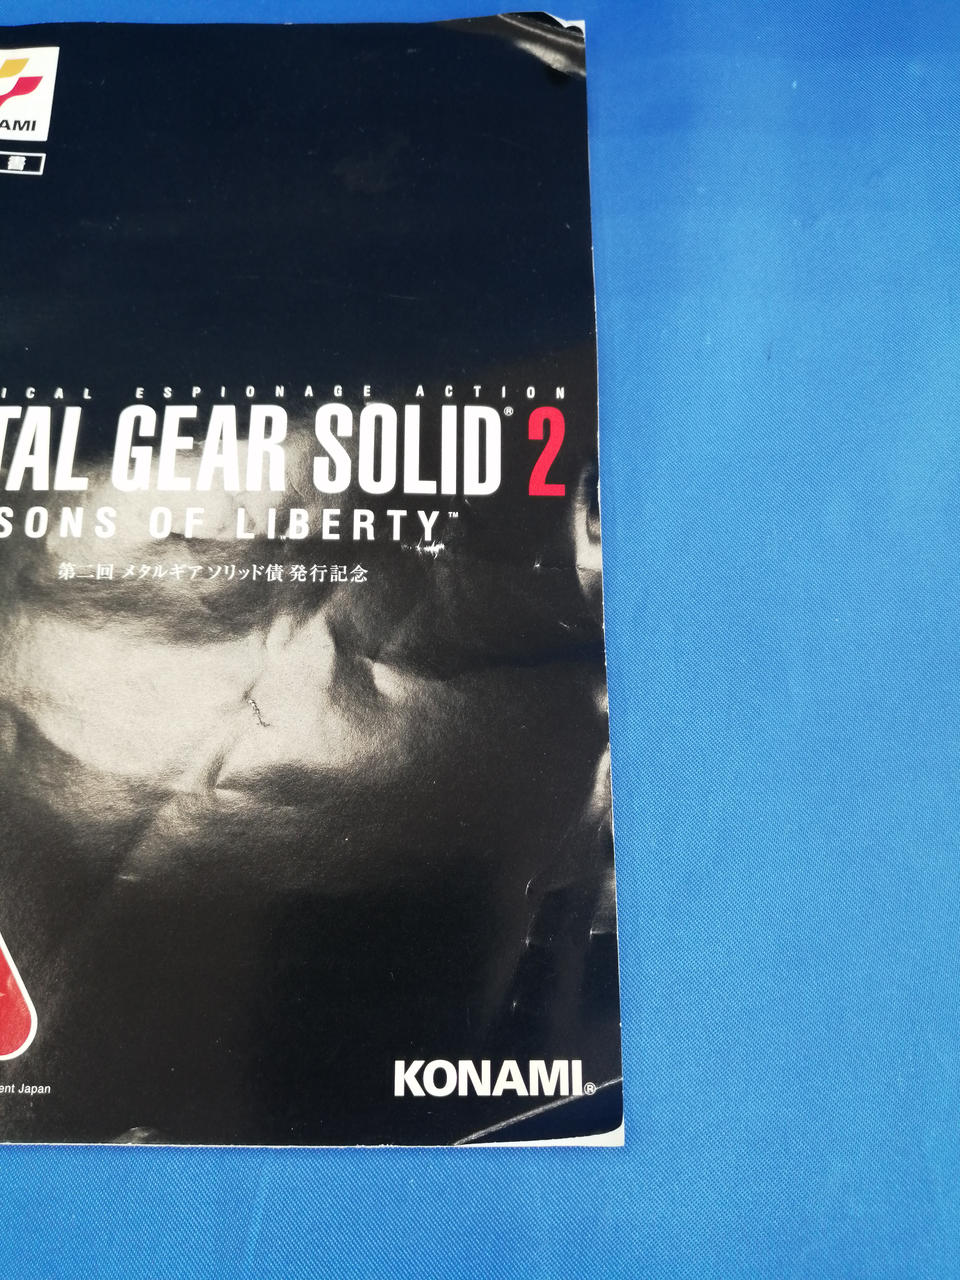 AMI
書
ICAL ESPIONAGE ACTION
TAL GEAR SOLID® 2
SONS OF LIBERTY™
第二回 メタルギア ソリッド債 発行記念
KONAMI®
ent Japan